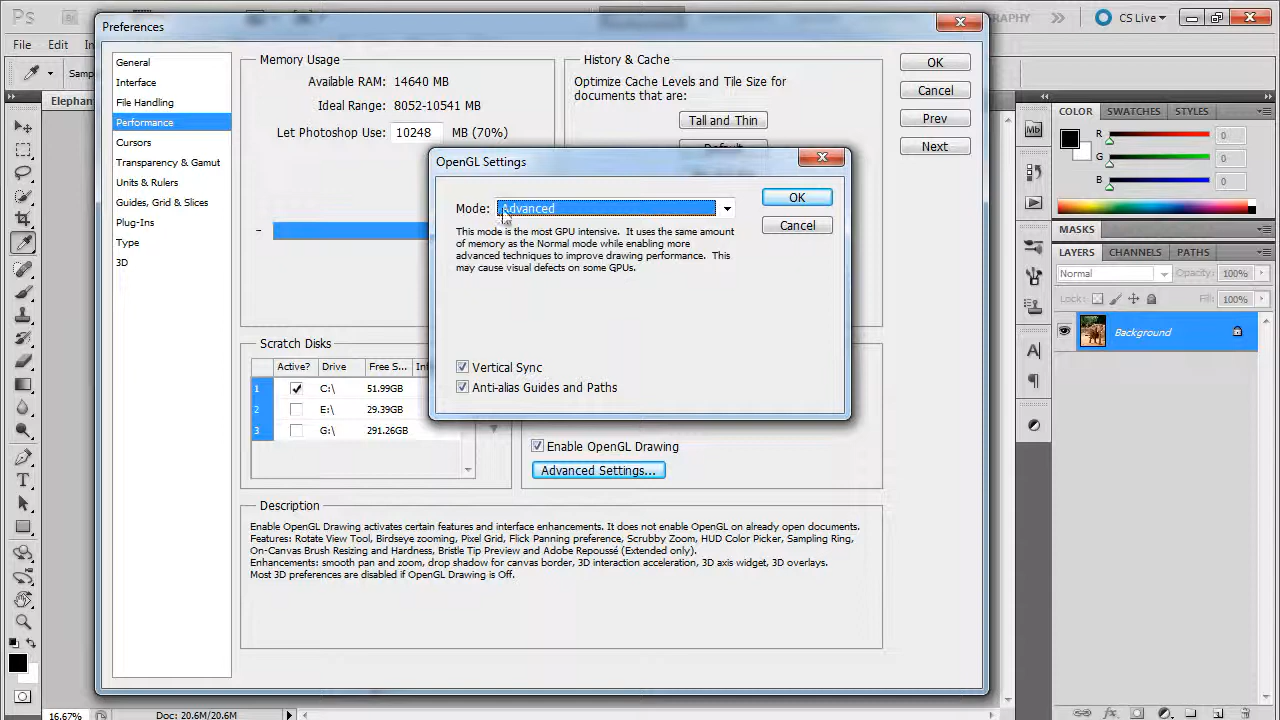 Ps
Br
GRAPHY
CS Live
File
Edit
Samp
Elephan
Preferences
General
Interface
File Handling
Performance
Cursors
Transparency & Gamut
Units & Rulers
Guides, Grid & Slices
Plug-Ins
Type
3D
Memory Usage
Available RAM: 14640 MB
Ideal Range: 8052-10541 MB
Let Photoshop Use: 10248 MB (70%)
History & Cache
Optimize Cache Levels and Tile Size for
documents that are:
Tall and Thin
OK
Cancel
Prev
Next
OpenGL Settings
Mode: Advanced
This mode is the most GPU intensive. It uses the same amount
of memory as the Normal mode while enabling more
advanced techniques to improve drawing performance. This
may cause visual defects on some GPUs.
OK
Cancel
Vertical Sync
Anti-alias Guides and Paths
Scratch Disks
Active? Drive Free S...
1 C:\ 51.99GB
2 E:\ 29.39GB
3 G:\ 291.26GB
Enable OpenGL Drawing
Advanced Settings...
Description
Enable OpenGL Drawing activates certain features and interface enhancements. It does not enable OpenGL on already open documents.
Features: Rotate View Tool, Birdseye zooming, Pixel Grid, Flick Panning preference, Scrubby Zoom, HUD Color Picker, Sampling Ring,
On-Canvas Brush Resizing and Hardness, Bristle Tip Preview and Adobe Repoussé (Extended only).
Enhancements: smooth pan and zoom, drop shadow for canvas border, 3D interaction acceleration, 3D axis widget, 3D overlays.
Most 3D preferences are disabled if OpenGL Drawing is Off.
COLOR SWATCHES STYLES
R 0
G 0
B 0
MASKS
LAYERS CHANNELS PATHS
Normal Opacity: 100%
Lock: Fill: 100%
Background
Mb
16.67% Doc: 20.6M/20.6M